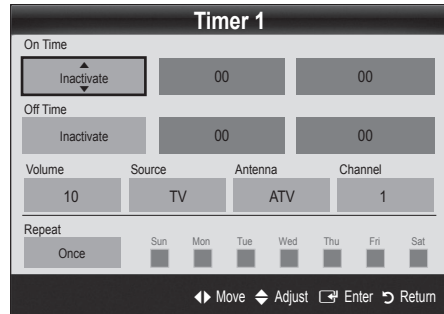 Timer 1
On Time
Inactivate 00 00
Off Time
Inactivate 00 00
Volume Source Antenna Channel
10 TV ATV 1
Repeat Sun Mon Tue Wed Thu Fri Sat
Once
Move Adjust Enter Return